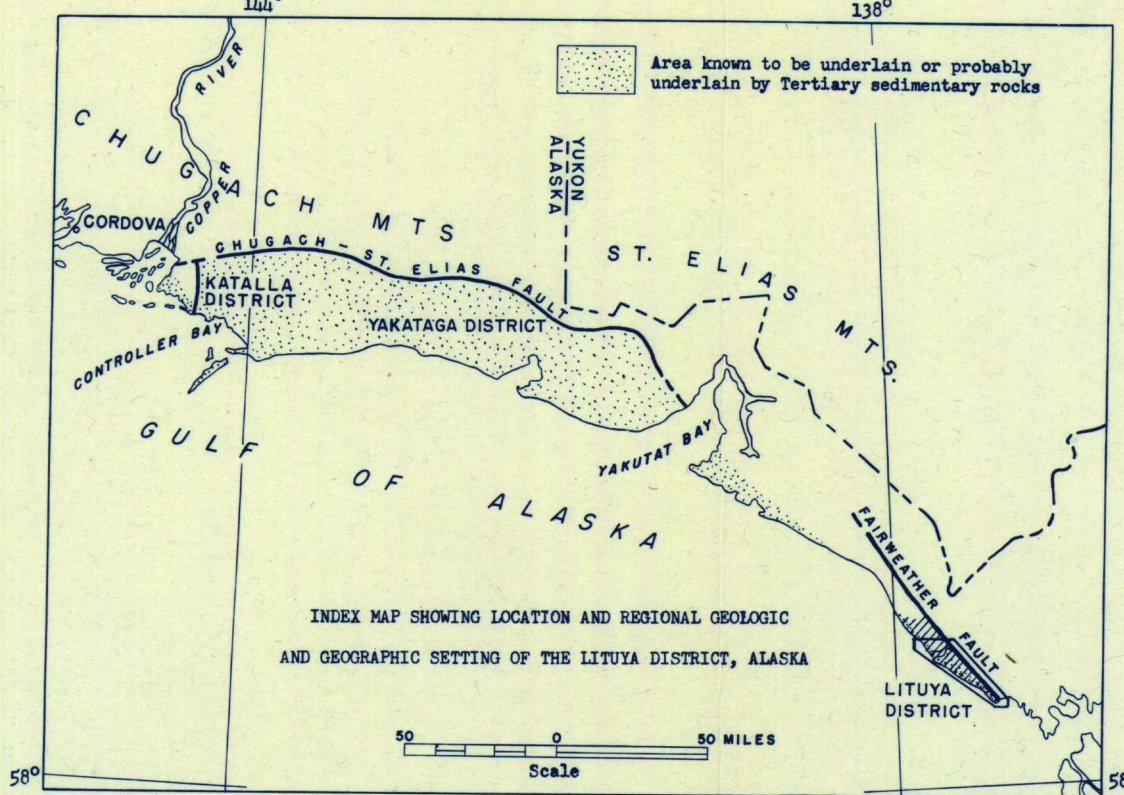 144°
138°
Area known to be underlain or probably
underlain by Tertiary sedimentary rocks
RIVER
COPPER
CHUGACH MTS
YUKON
ALASKA
CORDOVA
ST. ELIAS MTS.
CHUGACH – ST. ELIAS FAULT
KATALLA
DISTRICT
YAKATAGA DISTRICT
CONTROLLER BAY
GULF OF ALASKA
YAKUTAT BAY
FAIRWEATHER FAULT
INDEX MAP SHOWING LOCATION AND REGIONAL GEOLOGIC
AND GEOGRAPHIC SETTING OF THE LITUYA DISTRICT, ALASKA
LITUYA
DISTRICT
50 0 50 MILES
Scale
58°
58